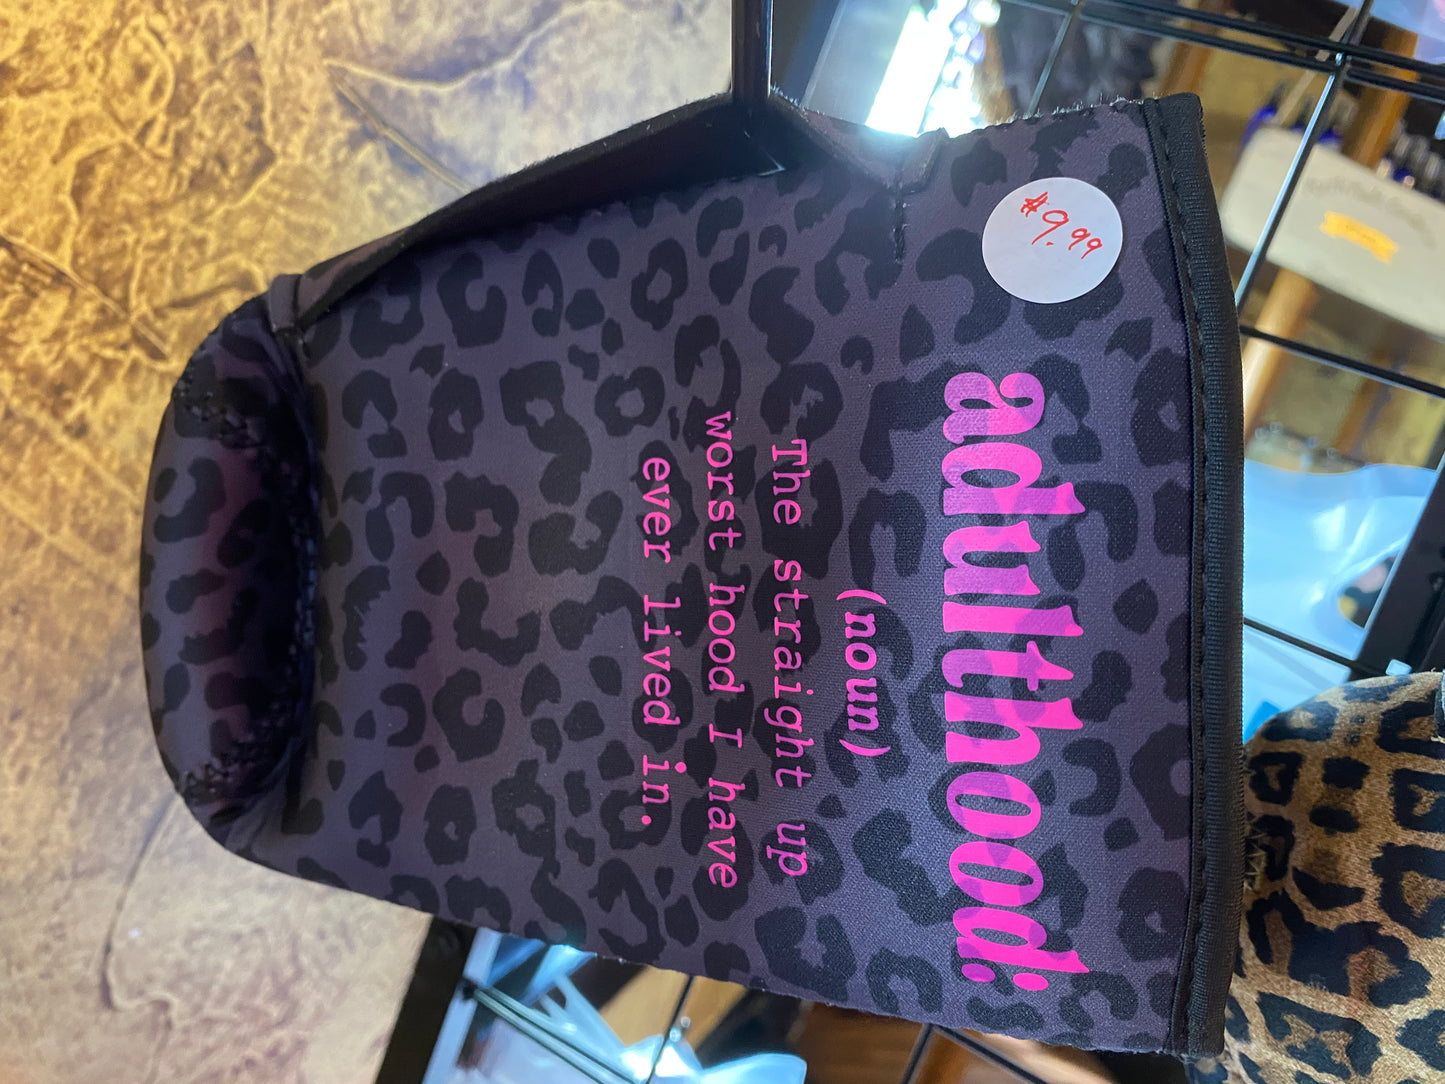 $9.99
adulthood:
(noun)
The straight up
worst hood I have
ever lived in.